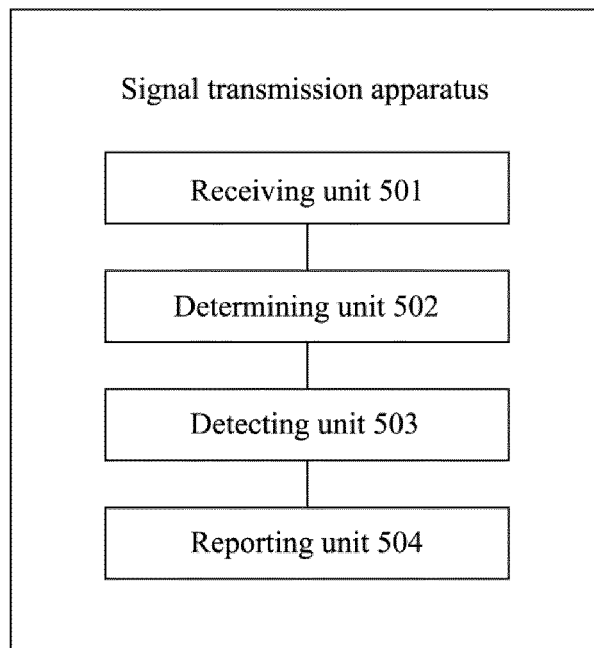 Signal transmission apparatus
Receiving unit 501
Determining unit 502
Detecting unit 503
Reporting unit 504